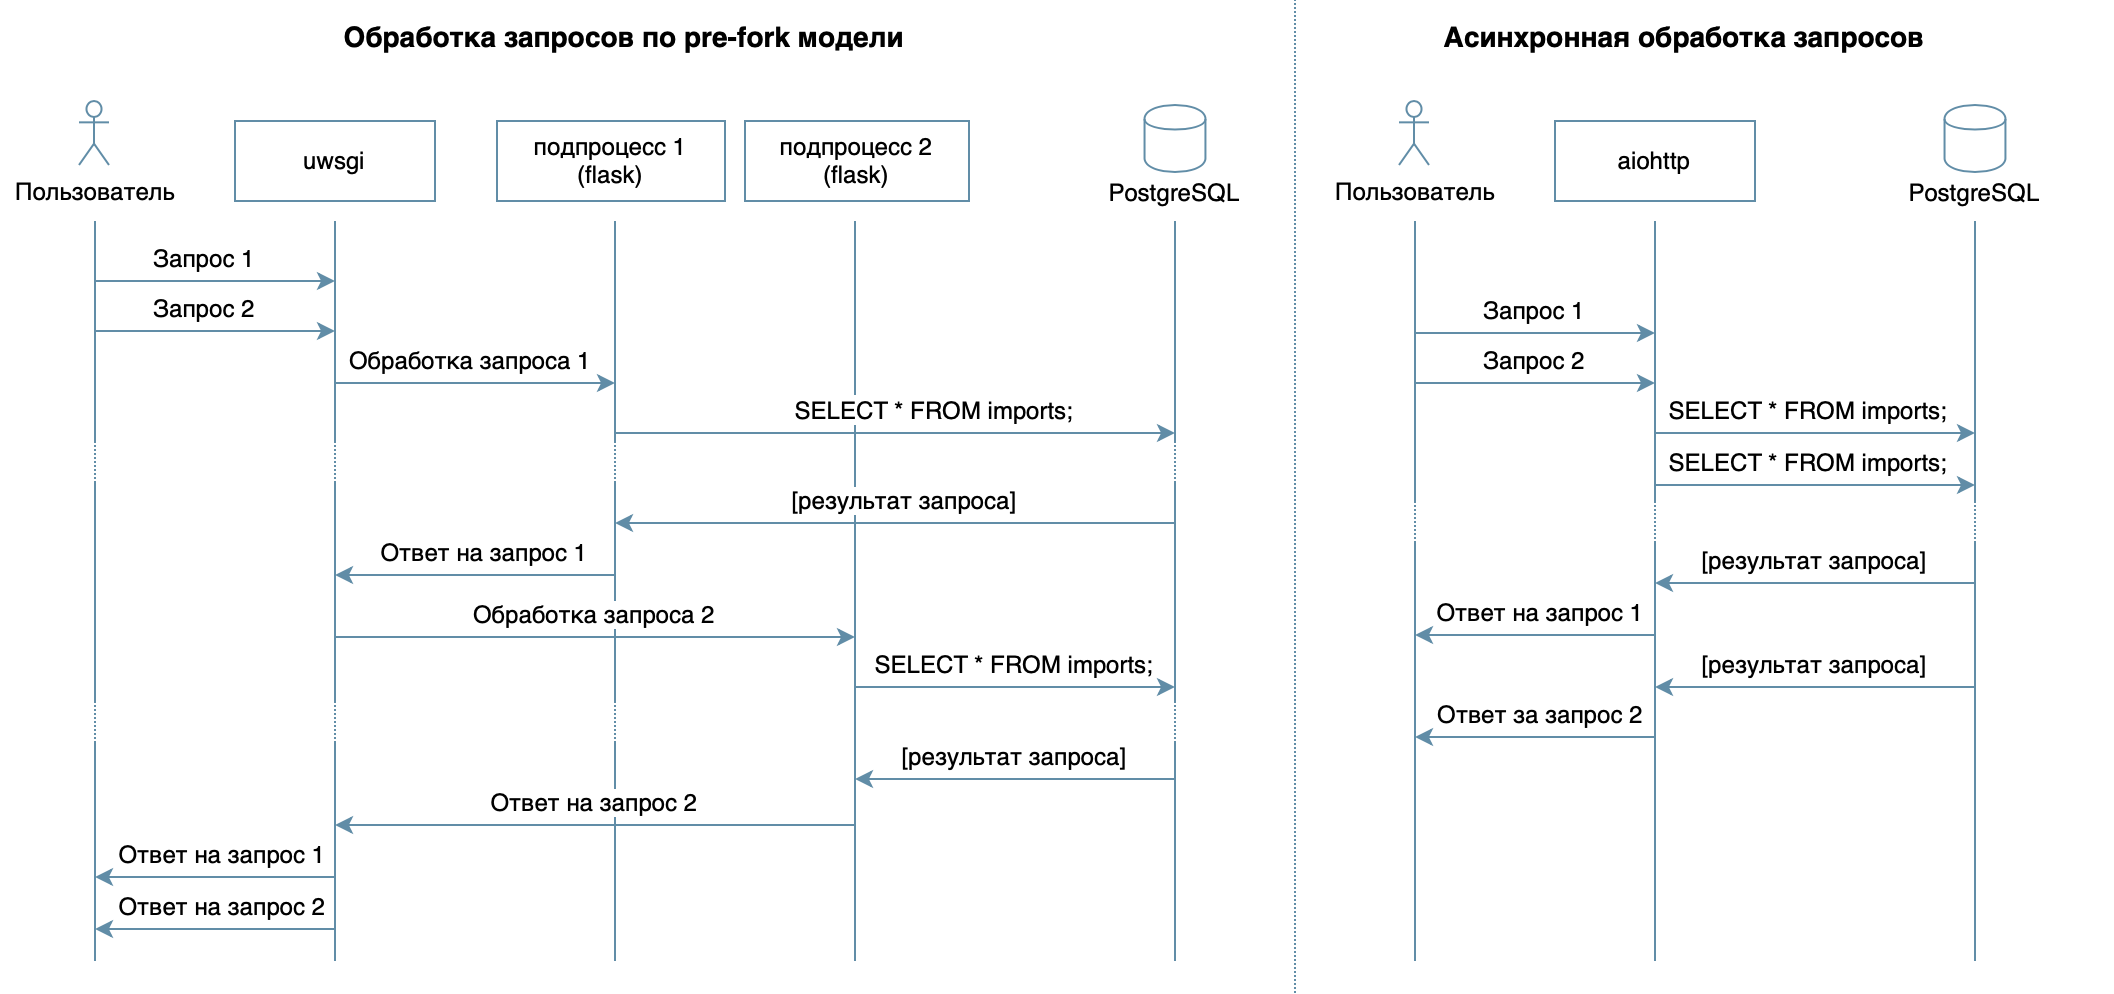 Обработка запросов по pre-fork модели
Пользователь
uwsgi
подпроцесс 1
(flask)
подпроцесс 2
(flask)
PostgreSQL
Запрос 1
Запрос 2
Обработка запроса 1
SELECT * FROM imports;
[результат запроса]
Ответ на запрос 1
Обработка запроса 2
SELECT * FROM imports;
[результат запроса]
Ответ на запрос 2
Ответ на запрос 1
Ответ на запрос 2
Асинхронная обработка запросов
Пользователь
aiohttp
PostgreSQL
Запрос 1
Запрос 2
SELECT * FROM imports;
SELECT * FROM imports;
[результат запроса]
Ответ на запрос 1
[результат запроса]
Ответ за запрос 2